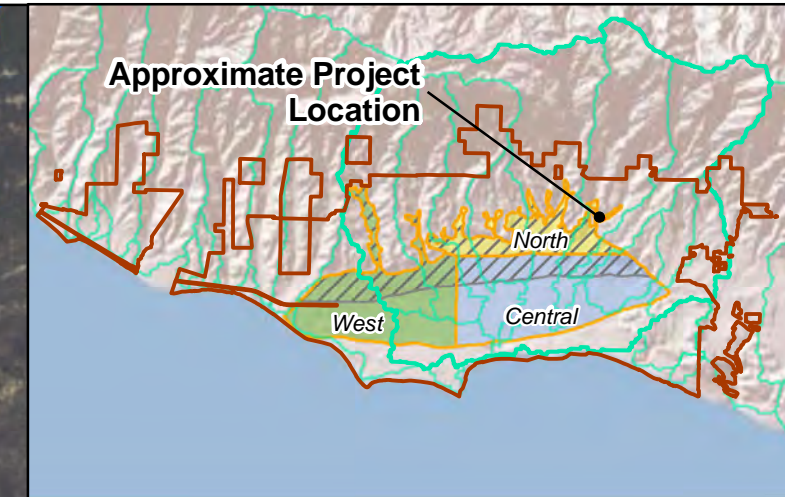 Approximate Project
Location
North
West
Central